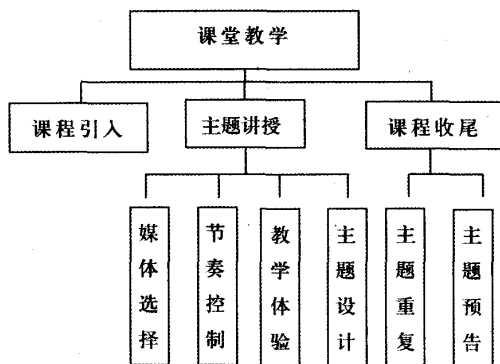 课堂教学
课程引入
主题讲授
课程收尾
媒体选择
节奏控制
教学体验
主题设计
主题重复
主题预告